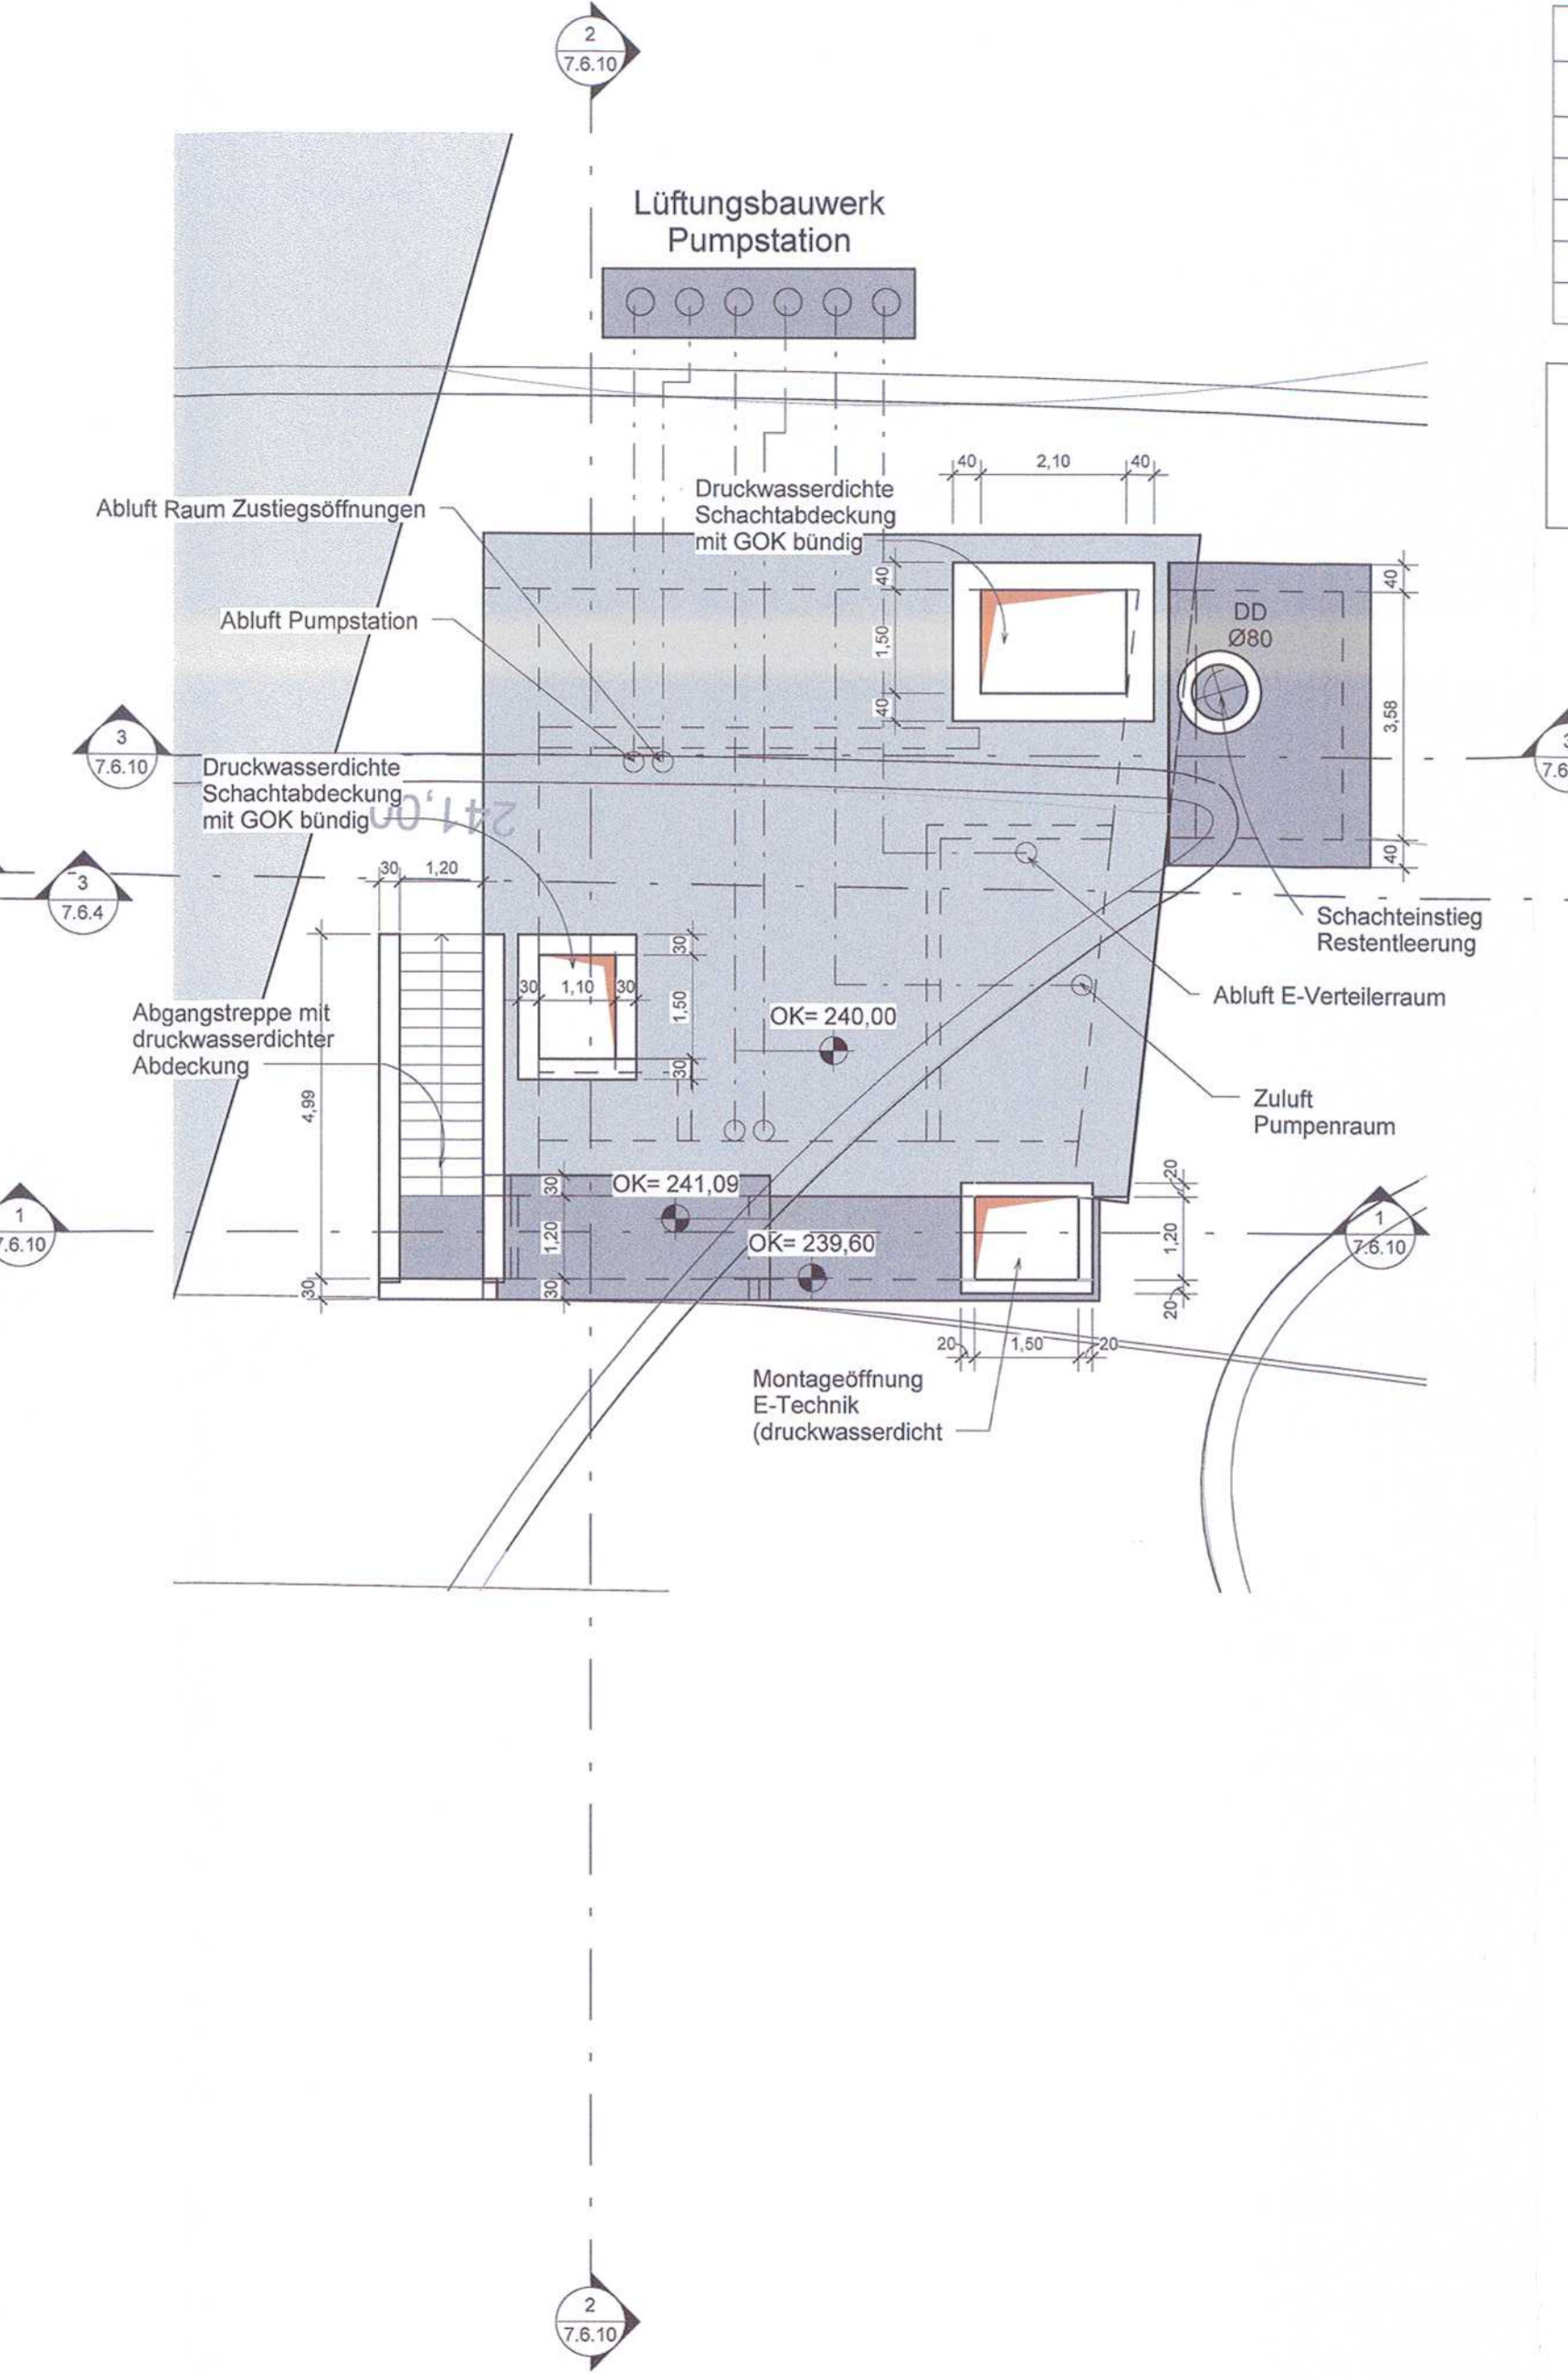 2
7.6.10
Lüftungsbauwerk
Pumpstation
40
2,10
40
Druckwasserdichte
Schachtabdeckung
mit GOK bündig
Abluft Raum Zustiegsöffnungen
40
1,50
40
40
3,58
40
DD
Ø80
Abluft Pumpstation
3
7.6.10
Druckwasserdichte
Schachtabdeckung
mit GOK bündig
241,00
3
7.6.4
30
1,20
Schachteinstieg
Restentleerung
30
1,50
30
30
1,10
30
Abluft E-Verteilerraum
OK= 240,00
Abgangstreppe mit
druckwasserdichter
Abdeckung
4,99
30
Zuluft
Pumpenraum
OK= 241,09
30
1,20
30
OK= 239,60
20
1,20
20
1
7.6.10
1
7.6.10
20
1,50
20
Montageöffnung
E-Technik
(druckwasserdicht
2
7.6.10